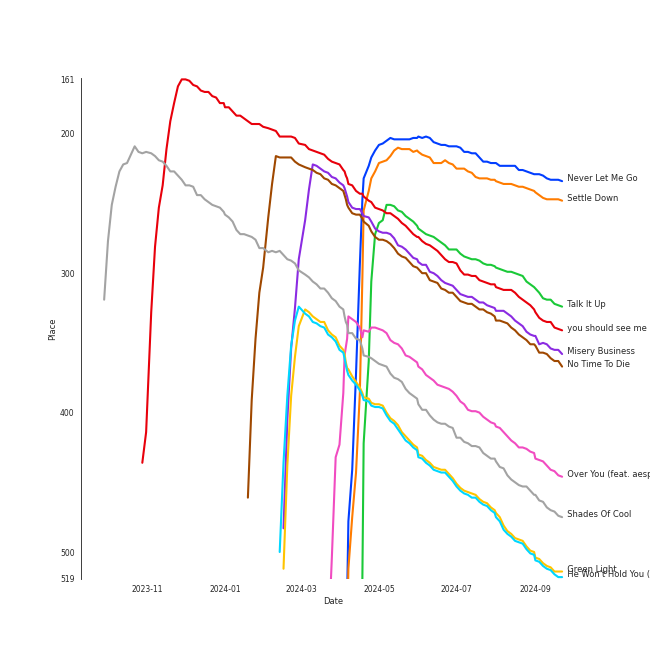 161
200
300
400
500
519
Place
2023-11
2024-01
2024-03
2024-05
2024-07
2024-09
Date
Never Let Me Go
Settle Down
Talk It Up
you should see me
Misery Business
No Time To Die
Over You (feat. aesp
Shades Of Cool
Green Light
He Won't Hold You (